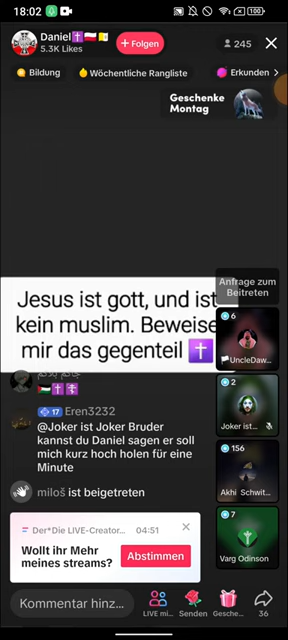 18:02
100
Daniel✝️🇵🇱🇻🇦
5.3K Likes
+ Folgen
245
Bildung
Wöchentliche Rangliste
Erkunden
Geschenke
Montag
Anfrage zum
Beitreten
Jesus ist gott, und ist
kein muslim. Beweise
mir das gegenteil ✝️
6
UncleDaw...
2
Joker ist...
156
Akhi Schwit...
7
Varg Odinson
17 Eren3232
@Joker ist Joker Bruder
kannst du Daniel sagen er soll
mich kurz hoch holen für eine
Minute
miloš ist beigetreten
Der*Die LIVE-Creator... 04:51
Wollt ihr Mehr
meines streams?
Abstimmen
Kommentar hinz...
LIVE mi...
Senden
Gesche...
36